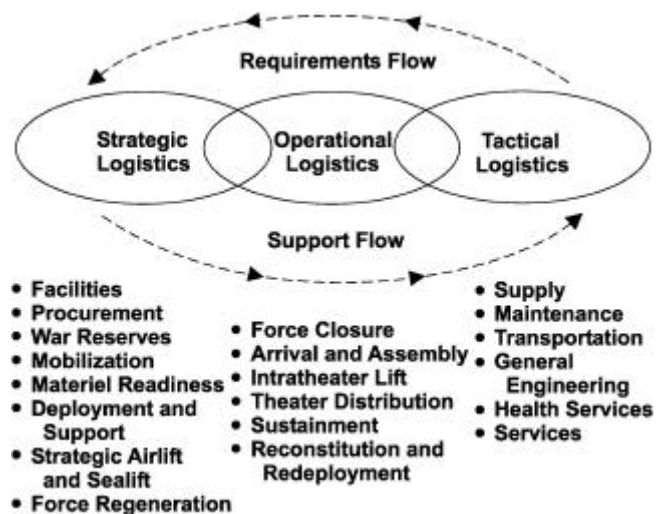 Requirements Flow
Strategic
Logistics
Operational
Logistics
Tactical
Logistics
Support Flow
• Facilities
• Procurement
• War Reserves
• Mobilization
• Materiel Readiness
• Deployment and
Support
• Strategic Airlift
and Sealift
• Force Regeneration
• Force Closure
• Arrival and Assembly
• Intratheater Lift
• Theater Distribution
• Sustainment
• Reconstitution and
Redeployment
• Supply
• Maintenance
• Transportation
• General
Engineering
• Health Services
• Services